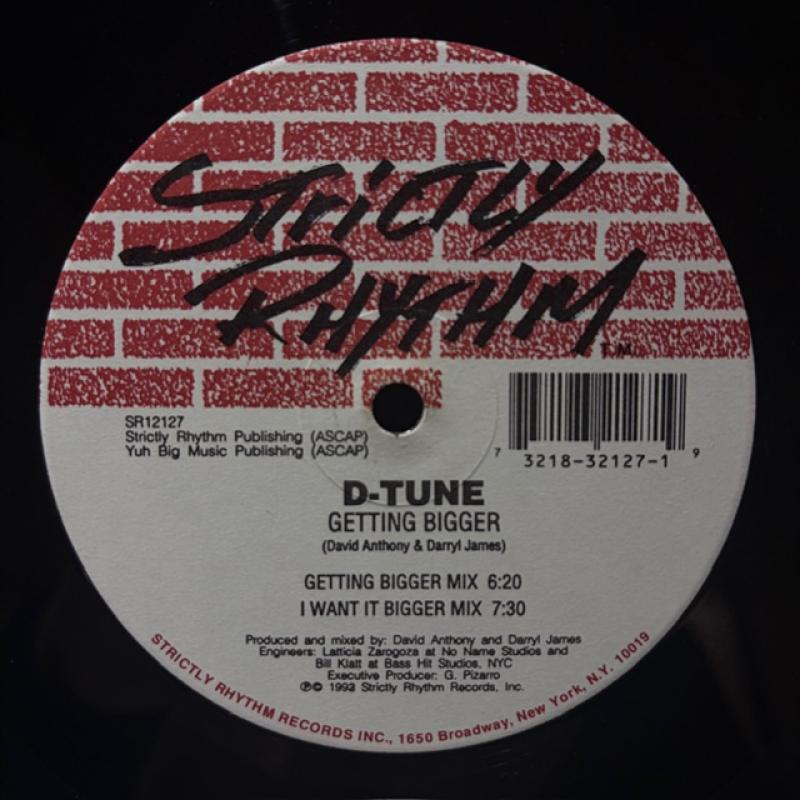 STRICTLY
RHYTHM
T.M.
SR12127
Strictly Rhythm Publishing (ASCAP)
Yuh Big Music Publishing (ASCAP)
7 3218-32127-1 9
D-TUNE
GETTING BIGGER
(David Anthony & Darryl James)
GETTING BIGGER MIX 6:20
I WANT IT BIGGER MIX 7:30
Produced and mixed by: David Anthony and Darryl James
Engineers: Latticia Zarogoza at No Name Studios and
Bill Klatt at Bass Hit Studios, NYC
Executive Producer: G. Pizarro
℗© 1993 Strictly Rhythm Records, Inc.
STRICTLY RHYTHM RECORDS INC., 1650 Broadway, New York, N.Y. 10019